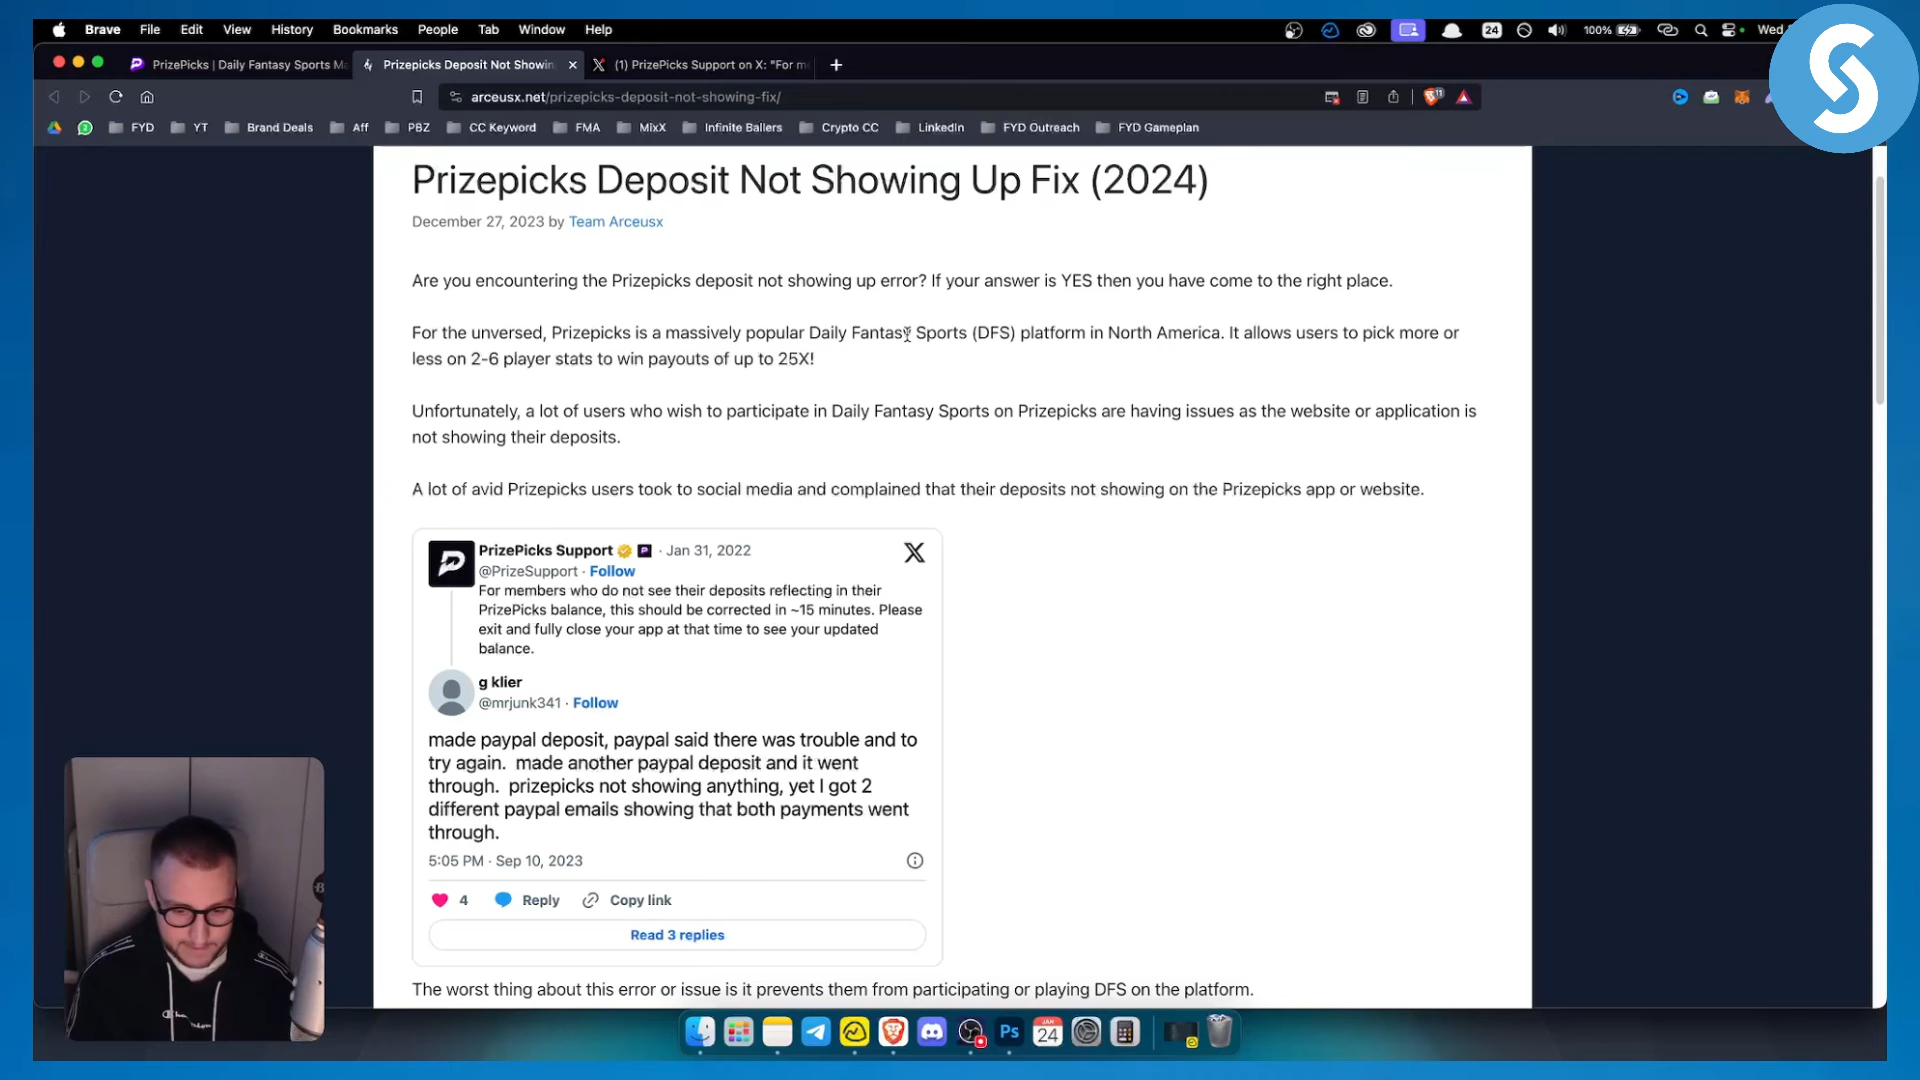 Brave File Edit View History Bookmarks People Tab Window Help
24 100% Wed
PrizePicks | Daily Fantasy Sports Ma
Prizepicks Deposit Not Showin
(1) PrizePicks Support on X: "For m
arceusx.net/prizepicks-deposit-not-showing-fix/
FYD YT Brand Deals Aff PBZ CC Keyword FMA MixX Infinite Ballers Crypto CC LinkedIn FYD Outreach FYD Gameplan
Prizepicks Deposit Not Showing Up Fix (2024)
December 27, 2023 by Team Arceusx
Are you encountering the Prizepicks deposit not showing up error? If your answer is YES then you have come to the right place.
For the unversed, Prizepicks is a massively popular Daily Fantasy Sports (DFS) platform in North America. It allows users to pick more or
less on 2-6 player stats to win payouts of up to 25X!
Unfortunately, a lot of users who wish to participate in Daily Fantasy Sports on Prizepicks are having issues as the website or application is
not showing their deposits.
A lot of avid Prizepicks users took to social media and complained that their deposits not showing on the Prizepicks app or website.
PrizePicks Support · Jan 31, 2022
@PrizeSupport · Follow
For members who do not see their deposits reflecting in their
PrizePicks balance, this should be corrected in ~15 minutes. Please
exit and fully close your app at that time to see your updated
balance.
g klier
@mrjunk341 · Follow
made paypal deposit, paypal said there was trouble and to
try again. made another paypal deposit and it went
through. prizepicks not showing anything, yet I got 2
different paypal emails showing that both payments went
through.
5:05 PM · Sep 10, 2023
4 Reply Copy link
Read 3 replies
The worst thing about this error or issue is it prevents them from participating or playing DFS on the platform.
Ps JAN 24